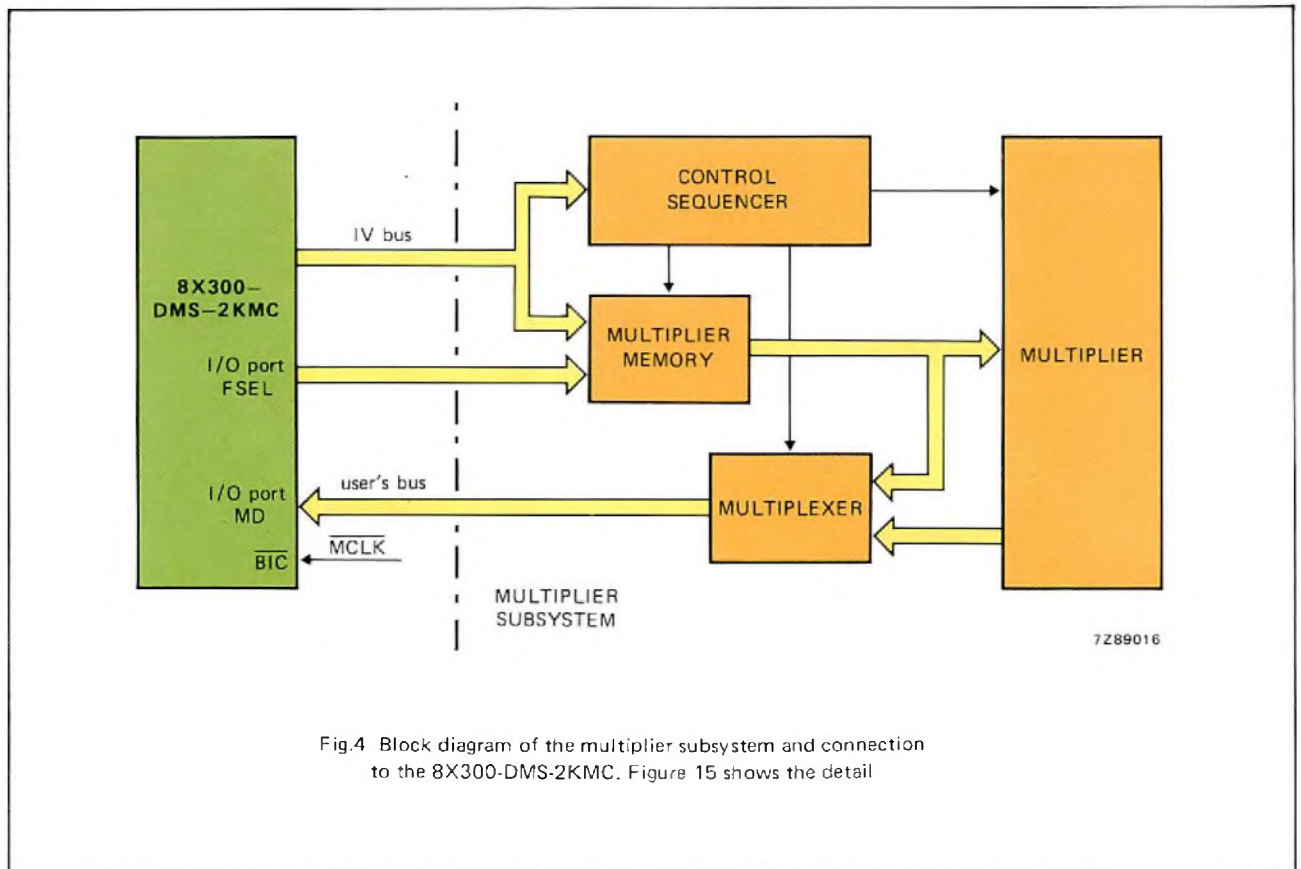 CONTROL
SEQUENCER
IV bus
8X300–
DMS–2KMC
MULTIPLIER
MEMORY
MULTIPLIER
I/O port
FSEL
user's bus
I/O port
MD
MULTIPLEXER
MCLK
BIC
MULTIPLIER
SUBSYSTEM
7Z89016
Fig.4 Block diagram of the multiplier subsystem and connection
to the 8X300-DMS-2KMC. Figure 15 shows the detail